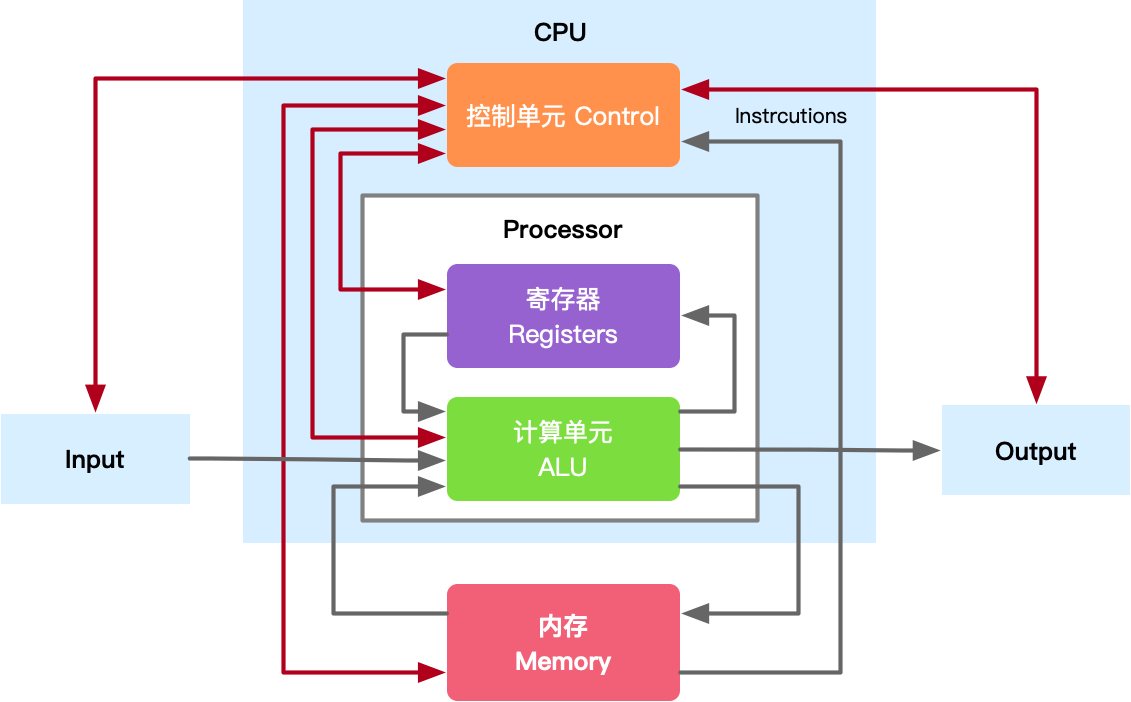 CPU
控制单元 Control
Instrcutions
Processor
寄存器
Registers
计算单元
ALU
Input
Output
内存
Memory